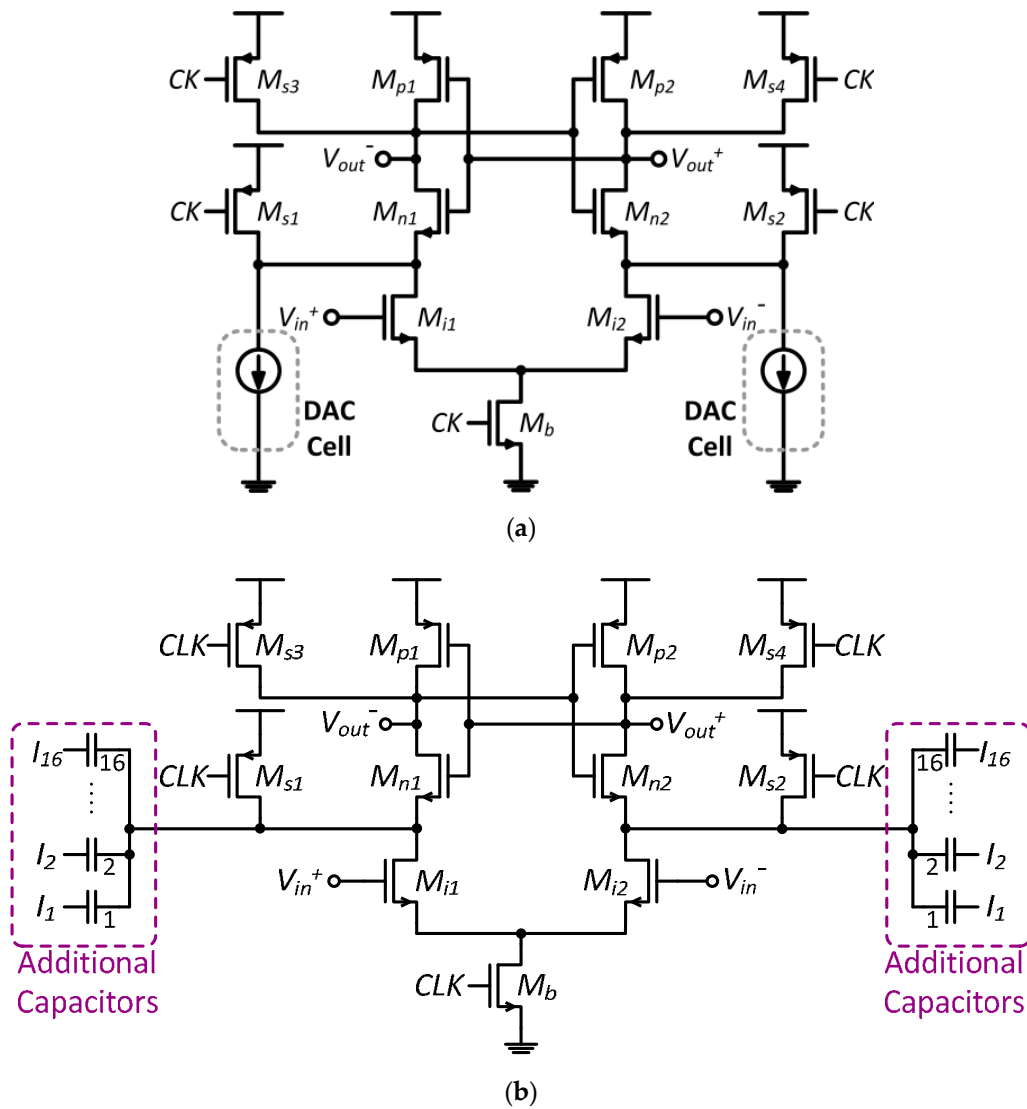 CK Ms3 Mp1 Mp2 Ms4 CK
Vout- Vout+
CK Ms1 Mn1 Mn2 Ms2 CK
Vin+ Mi1 Mi2 Vin-
DAC Cell
DAC Cell
CK Mb
(a)
CLK Ms3 Mp1 Mp2 Ms4 CLK
Vout- Vout+
I16 16 CLK Ms1 Mn1 Mn2 Ms2 CLK 16 I16
I2 2 2 I2
Vin+ Mi1 Mi2 Vin-
I1 1 1 I1
Additional Capacitors
Additional Capacitors
CLK Mb
(b)